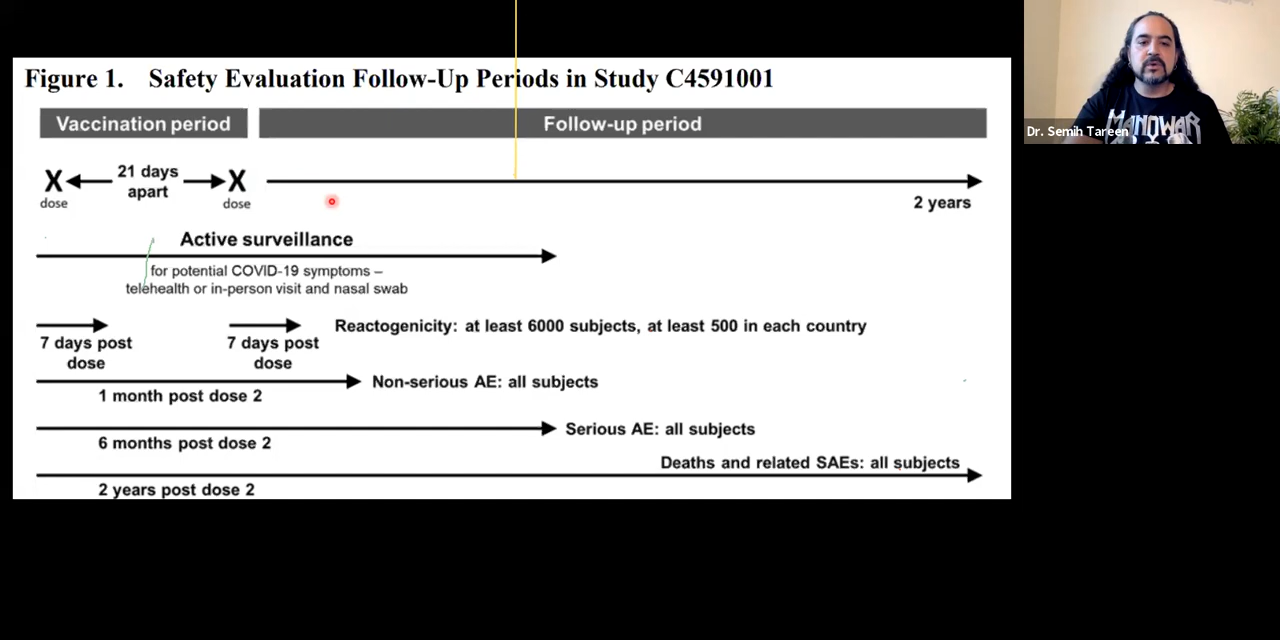 Figure 1. Safety Evaluation Follow-Up Periods in Study C4591001
Vaccination period
Follow-up period
X
21 days
apart
X
dose
dose
2 years
Active surveillance
for potential COVID-19 symptoms –
telehealth or in-person visit and nasal swab
Reactogenicity: at least 6000 subjects, at least 500 in each country
7 days post
dose
7 days post
dose
Non-serious AE: all subjects
1 month post dose 2
Serious AE: all subjects
6 months post dose 2
Deaths and related SAEs: all subjects
2 years post dose 2
MANOWAR
Dr. Semih Tareen